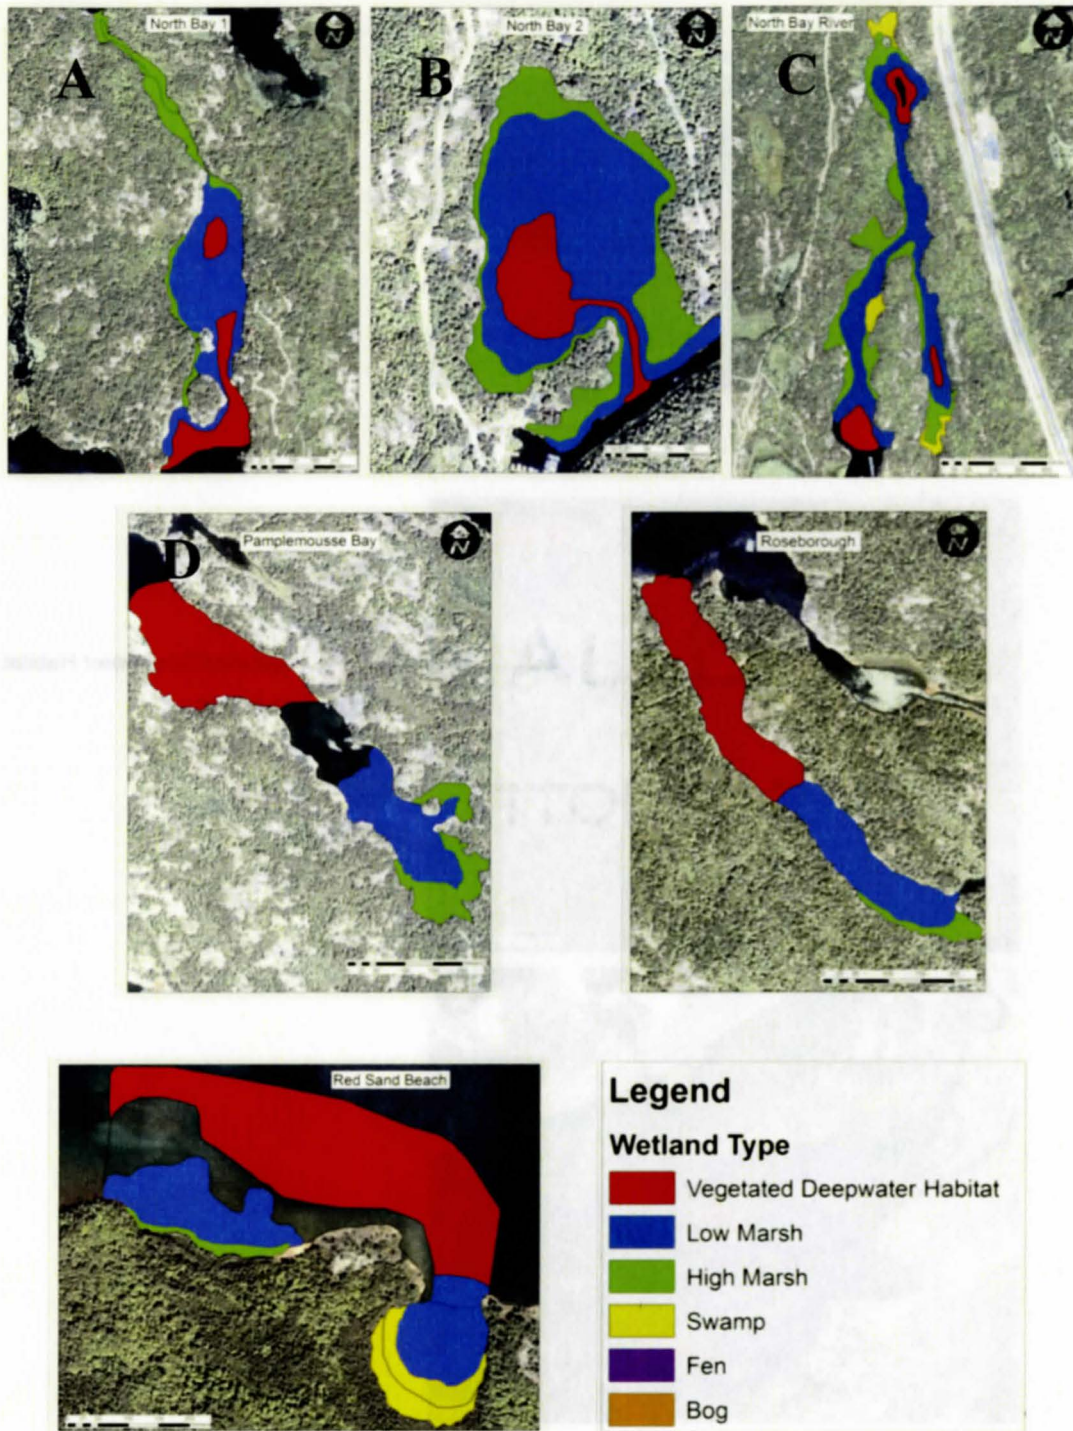 North Bay 1
N
A
North Bay 2
N
B
North Bay River
N
C
Pamplemousse Bay
N
D
Roseborough
N
Red Sand Beach
Legend
Wetland Type
Vegetated Deepwater Habitat
Low Marsh
High Marsh
Swamp
Fen
Bog